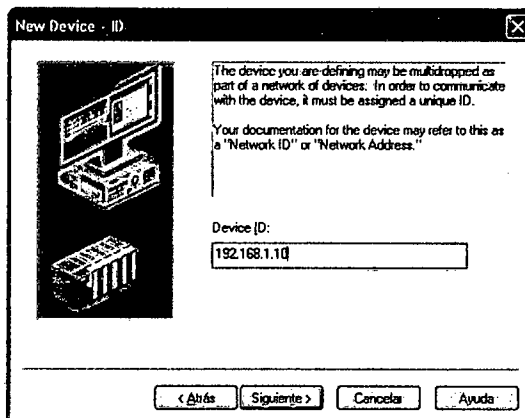 New Device - ID
The device you are defining may be multidropped as
part of a network of devices. In order to communicate
with the device, it must be assigned a unique ID.
Your documentation for the device may refer to this as
a "Network ID" or "Network Address."
Device ID:
192.168.1.10
< Atrás Siguiente > Cancelar Ayuda